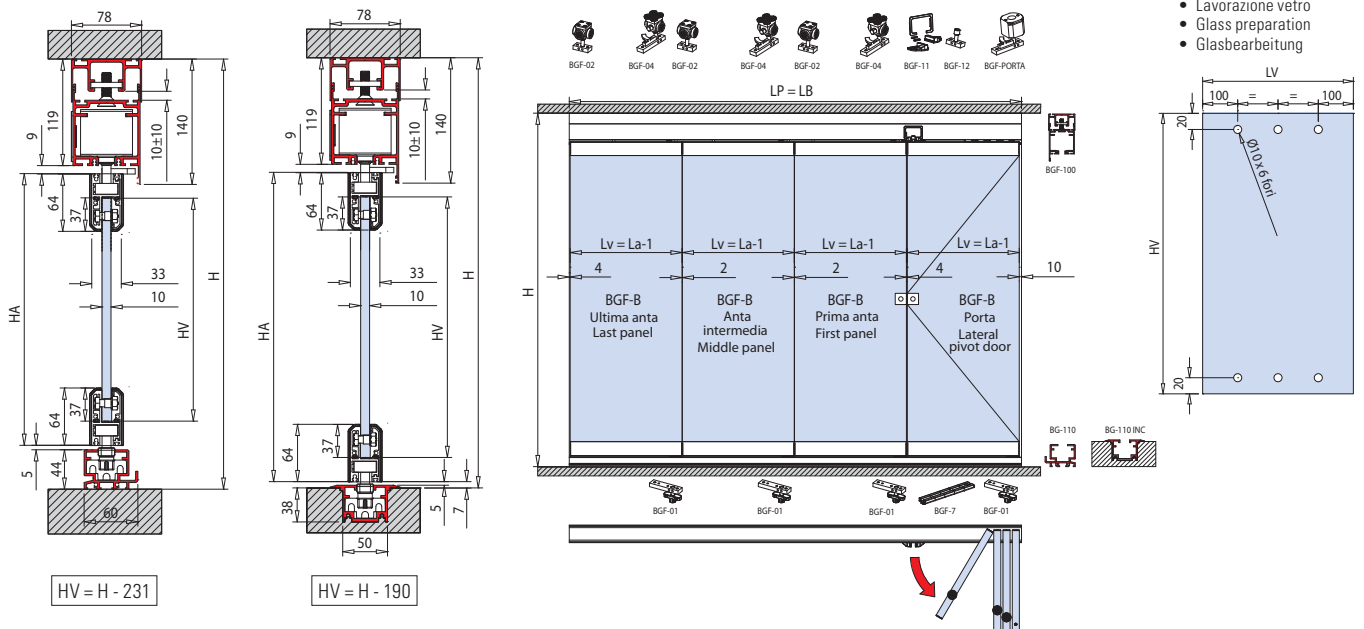 78
9
119
10±10
140
64
37
33
10
HA
HV
H
64
37
5
44
60
HV = H - 231
78
9
119
10±10
140
64
37
33
10
HA
HV
H
64
37
5
7
38
50
HV = H - 190
BGF-02
BGF-04
BGF-02
BGF-04
BGF-02
BGF-04
BGF-11
BGF-12
BGF-PORTA
LP = LB
BGF-100
H
Lv = La-1
Lv = La-1
Lv = La-1
Lv = La-1
4
2
2
4
10
BGF-B
Ultima anta
Last panel
BGF-B
Anta
intermedia
Middle panel
BGF-B
Prima anta
First panel
BGF-B
Porta
Lateral
pivot door
BG-110
BG-110 INC
BGF-01
BGF-01
BGF-01
BGF-7
BGF-01
• Lavorazione vetro
• Glass preparation
• Glasbearbeitung
LV
100
=
=
100
20
Ø10 x 6 fori
HV
20